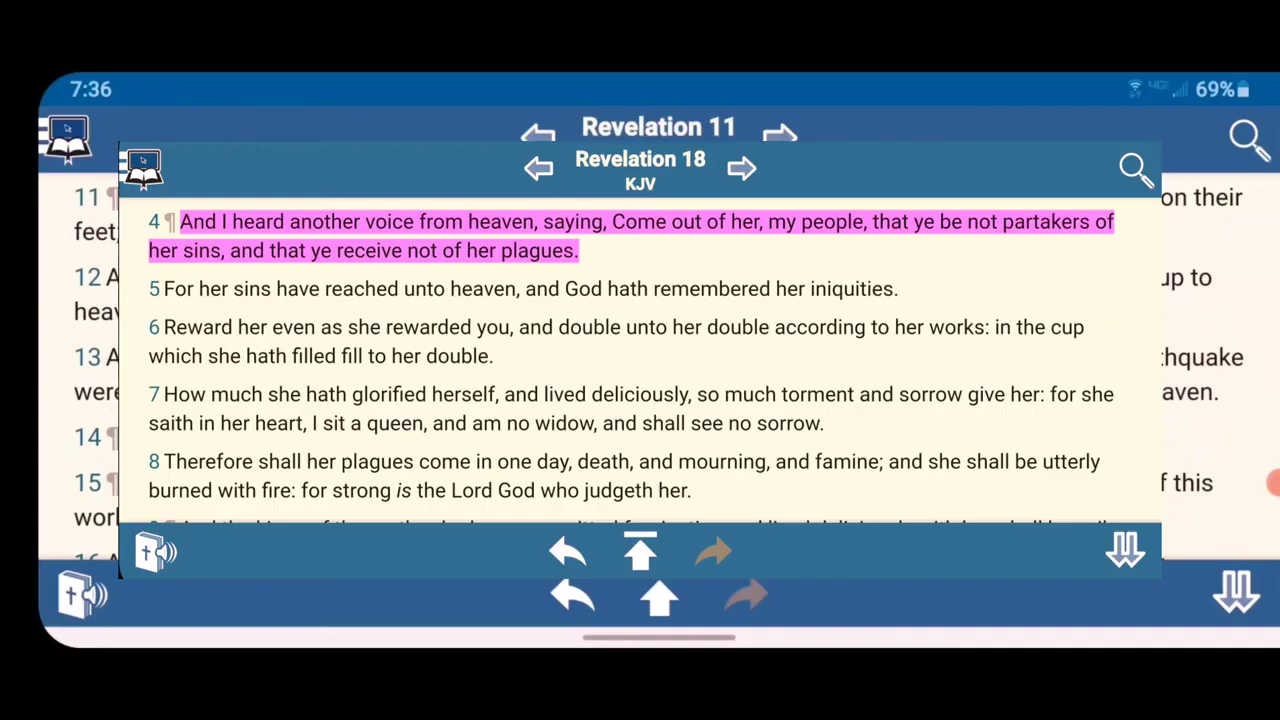 7:36
69%
Revelation 11
Revelation 18
KJV
11 ¶
on their
feet,
4 ¶ And I heard another voice from heaven, saying, Come out of her, my people, that ye be not partakers of
her sins, and that ye receive not of her plagues.
5 For her sins have reached unto heaven, and God hath remembered her iniquities.
6 Reward her even as she rewarded you, and double unto her double according to her works: in the cup
which she hath filled fill to her double.
7 How much she hath glorified herself, and lived deliciously, so much torment and sorrow give her: for she
saith in her heart, I sit a queen, and am no widow, and shall see no sorrow.
8 Therefore shall her plagues come in one day, death, and mourning, and famine; and she shall be utterly
burned with fire: for strong is the Lord God who judgeth her.
12 A
up to
heav
13 A
thquake
were
aven.
14 ¶
15 ¶
f this
worl